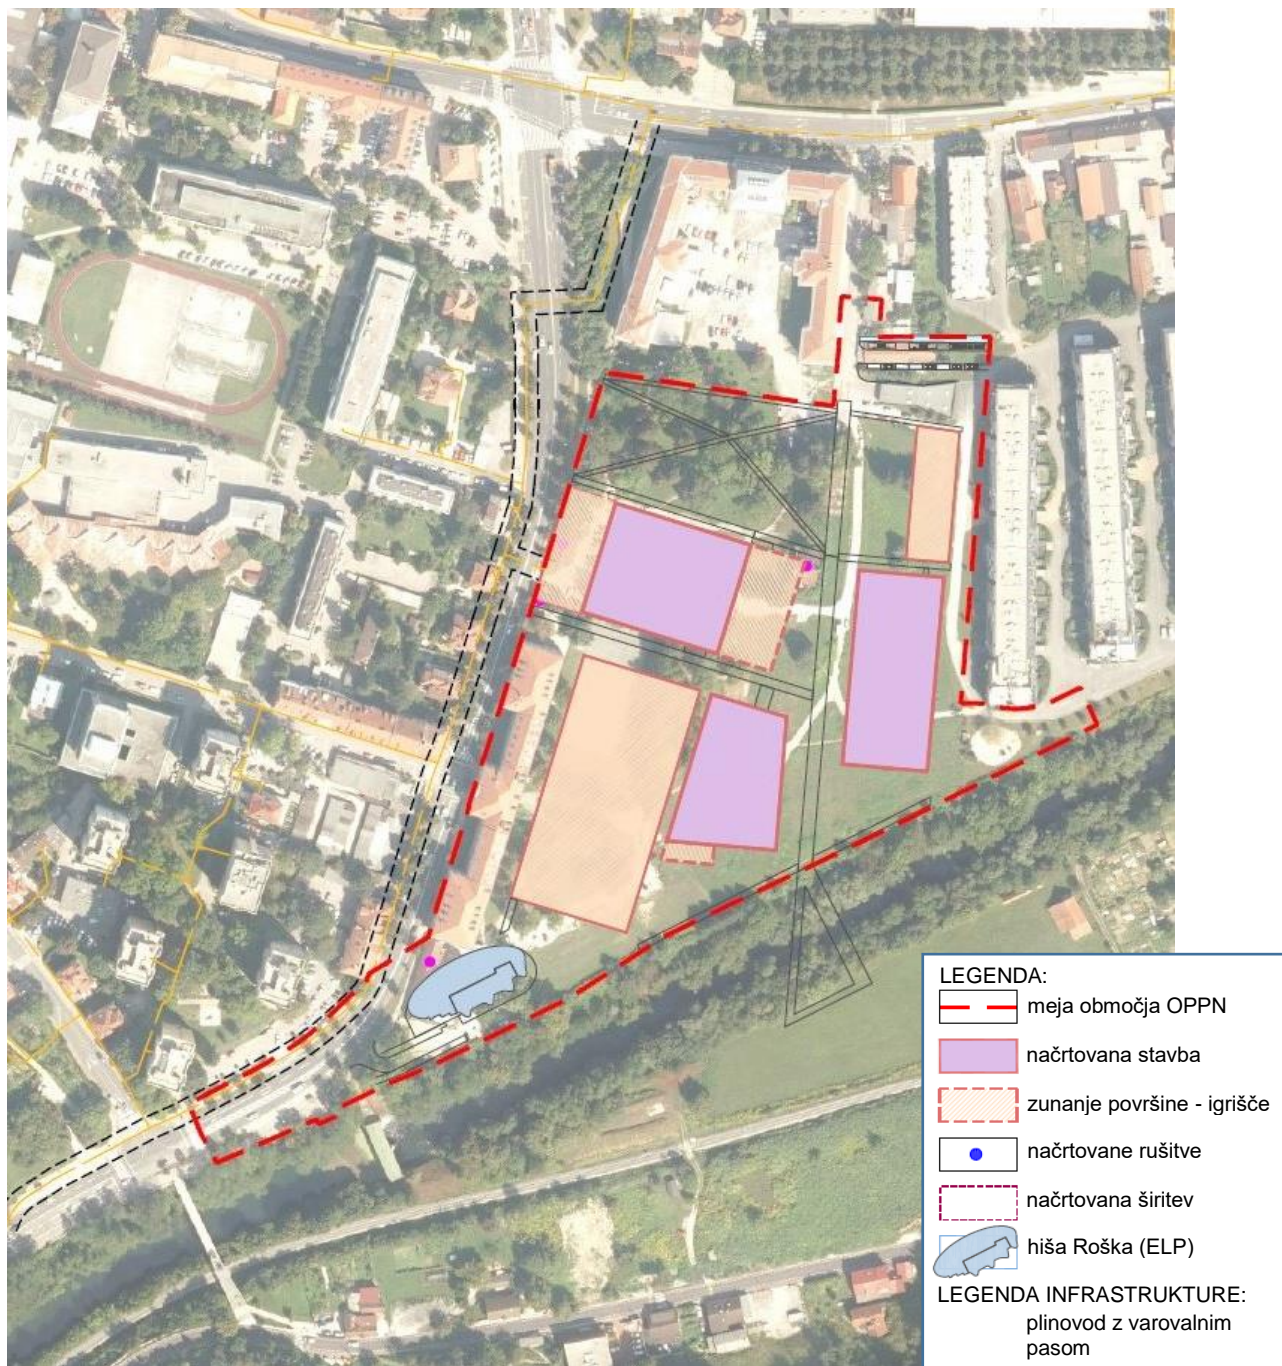 LEGENDA:
meja območja OPPN
načrtovana stavba
zunanje površine - igrišče
načrtovane rušitve
načrtovana širitev
hiša Roška (ELP)
LEGENDA INFRASTRUKTURE:
plinovod z varovalnim
pasom